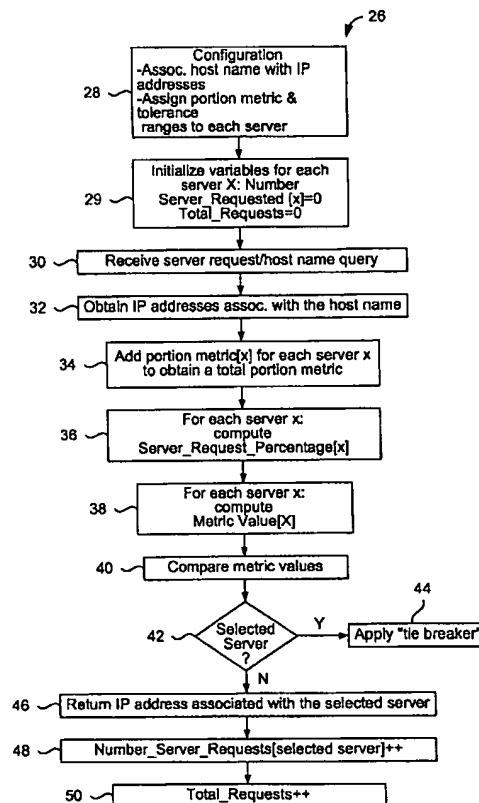 26
Configuration
-Assoc. host name with IP
addresses
-Assign portion metric &
tolerance
ranges to each server
28
Initialize variables for each
server X: Number
Server_Requested [x]=0
Total_Requests=0
29
30
Receive server request/host name query
32
Obtain IP addresses assoc. with the host name
34
Add portion metric[x] for each server x
to obtain a total portion metric
36
For each server x:
compute
Server_Request_Percentage[x]
38
For each server x:
compute
Metric Value[X]
40
Compare metric values
42
Selected
Server
?
Y
44
Apply "tie breaker"
N
46
Return IP address associated with the selected server
48
Number_Server_Requests[selected server]++
50
Total_Requests++